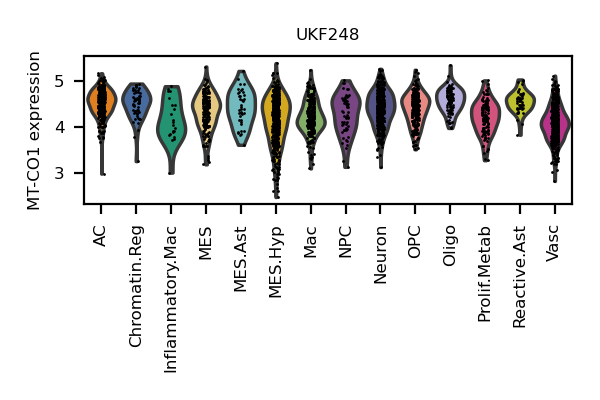 UKF248
MT-CO1 expression
5
4
3
AC
Chromatin.Reg
Inflammatory.Mac
MES
MES.Ast
MES.Hyp
Mac
NPC
Neuron
OPC
Oligo
Prolif.Metab
Reactive.Ast
Vasc